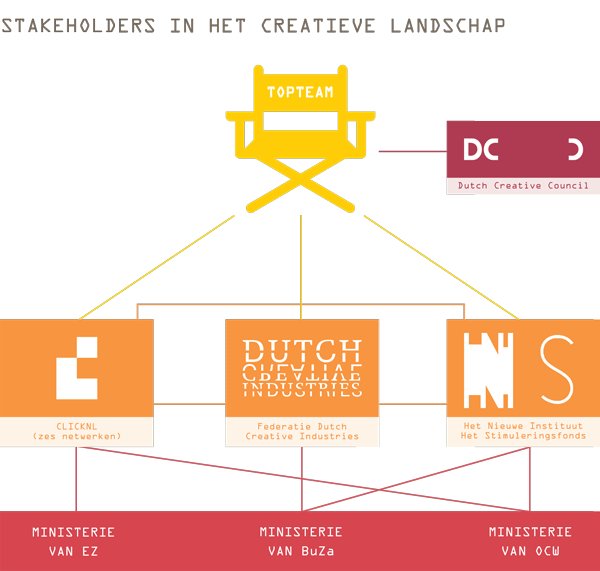 STAKEHOLDERS IN HET CREATIEVE LANDSCHAP
TOPTEAM
DC
Dutch Creative Council
DUTCH
CREATIVE
INDUSTRIES
S
CLICKNL
(zes netwerken)
Federatie Dutch
Creative Industries
Het Nieuwe Instituut
Het Stimuleringsfonds
MINISTERIE
VAN EZ
MINISTERIE
VAN BuZa
MINISTERIE
VAN OCW